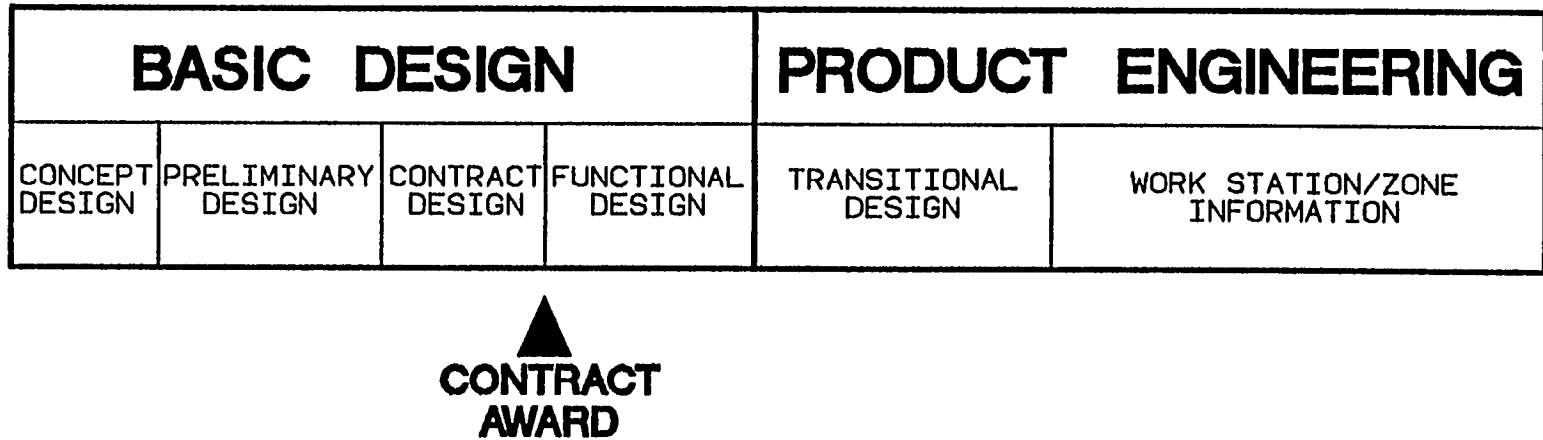 BASIC DESIGN
PRODUCT ENGINEERING
CONCEPT
DESIGN
PRELIMINARY
DESIGN
CONTRACT
DESIGN
FUNCTIONAL
DESIGN
TRANSITIONAL
DESIGN
WORK STATION/ZONE
INFORMATION
CONTRACT
AWARD